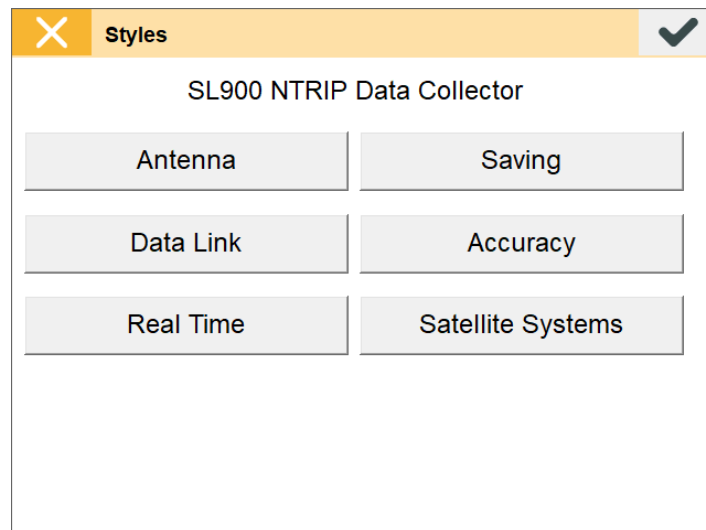 Styles
SL900 NTRIP Data Collector
Antenna
Saving
Data Link
Accuracy
Real Time
Satellite Systems